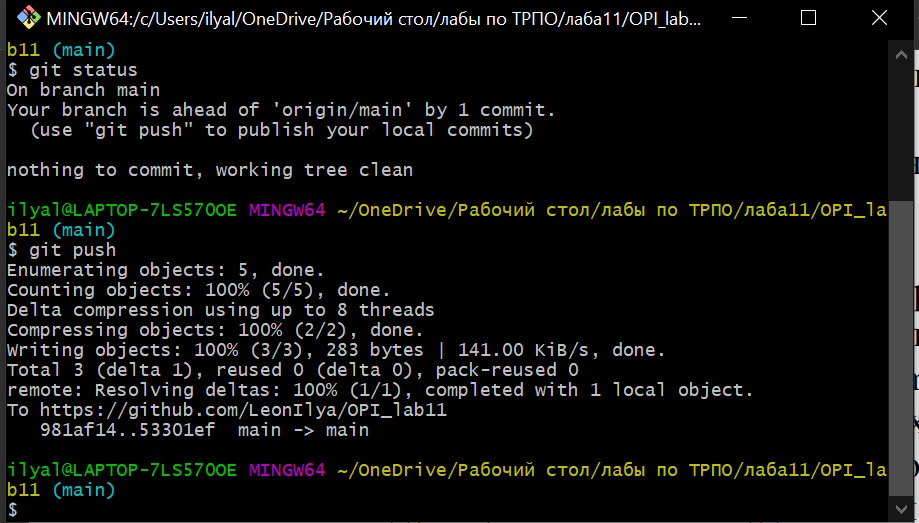 MINGW64:/c/Users/ilyal/OneDrive/Рабочий стол/лабы по ТРПО/лаба11/OPI_lab...
b11 (main)
$ git status
On branch main
Your branch is ahead of 'origin/main' by 1 commit.
  (use "git push" to publish your local commits)
nothing to commit, working tree clean
ilyal@LAPTOP-7LS57OOE MINGW64 ~/OneDrive/Рабочий стол/лабы по ТРПО/лаба11/OPI_la
b11 (main)
$ git push
Enumerating objects: 5, done.
Counting objects: 100% (5/5), done.
Delta compression using up to 8 threads
Compressing objects: 100% (2/2), done.
Writing objects: 100% (3/3), 283 bytes | 141.00 KiB/s, done.
Total 3 (delta 1), reused 0 (delta 0), pack-reused 0
remote: Resolving deltas: 100% (1/1), completed with 1 local object.
To https://github.com/LeonIlya/OPI_lab11
   981af14..53301ef  main -> main
ilyal@LAPTOP-7LS57OOE MINGW64 ~/OneDrive/Рабочий стол/лабы по ТРПО/лаба11/OPI_la
b11 (main)
$